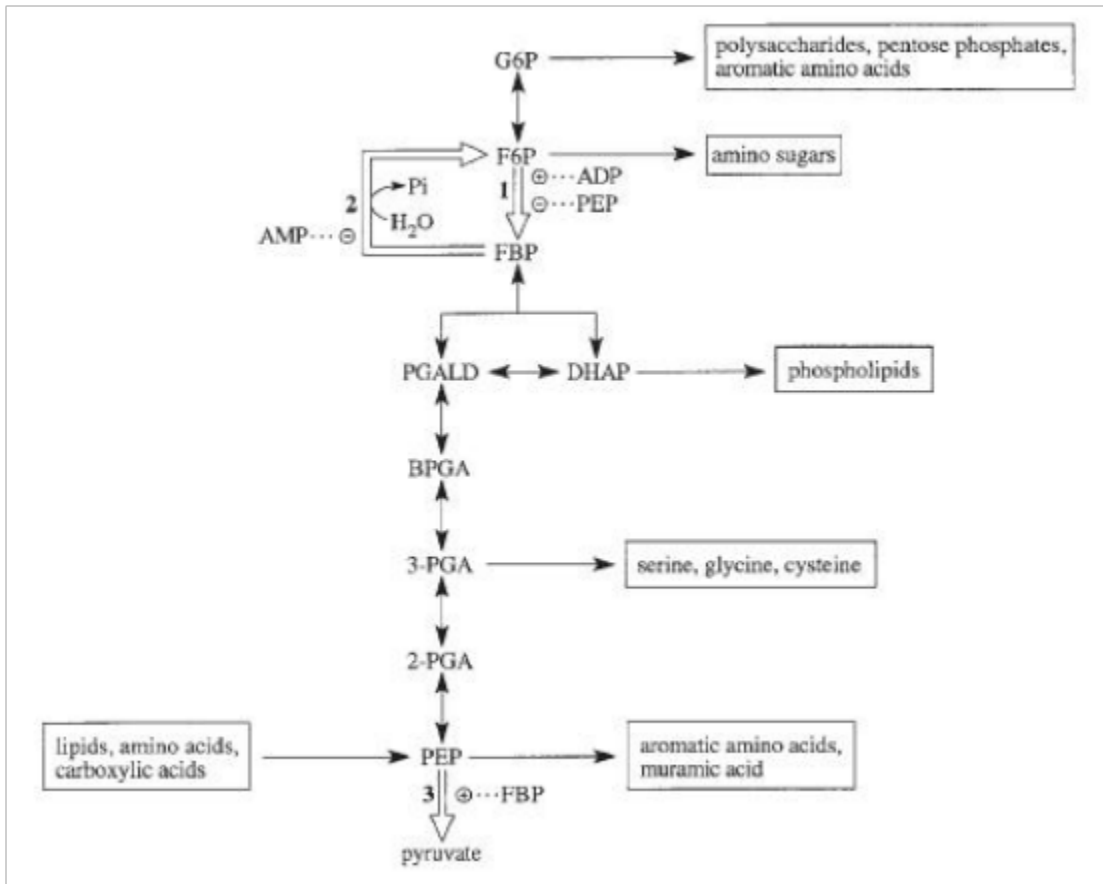 polysaccharides, pentose phosphates,
aromatic amino acids
G6P
F6P
amino sugars
⊕···ADP
1
⊖···PEP
Pi
2
H₂O
AMP···⊖
FBP
PGALD
DHAP
phospholipids
BPGA
3-PGA
serine, glycine, cysteine
2-PGA
lipids, amino acids,
carboxylic acids
PEP
aromatic amino acids,
muramic acid
3
⊕···FBP
pyruvate